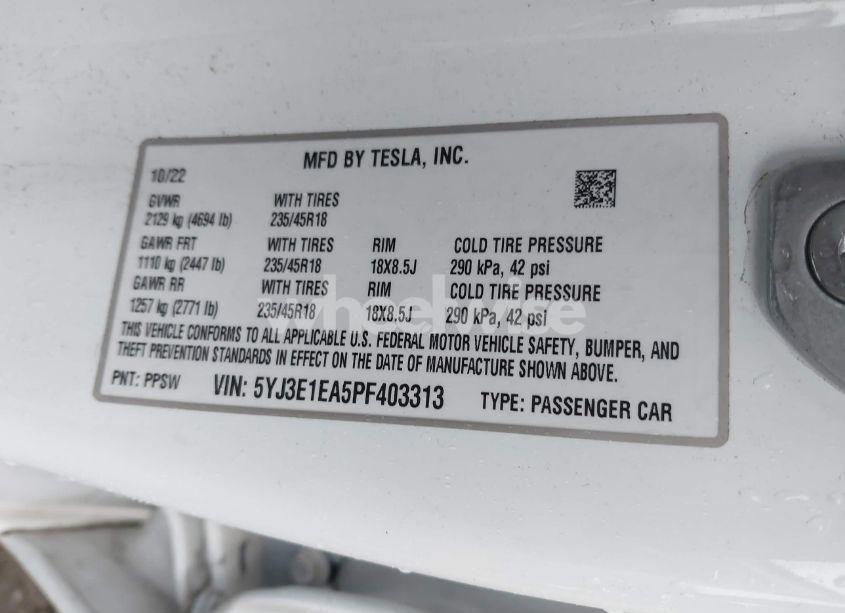 MFD BY TESLA, INC.
10/22
GVWR WITH TIRES
2129 kg (4694 lb) 235/45R18
GAWR FRT WITH TIRES RIM COLD TIRE PRESSURE
1110 kg (2447 lb) 235/45R18 18X8.5J 290 kPa, 42 psi
GAWR RR WITH TIRES RIM COLD TIRE PRESSURE
1257 kg (2771 lb) 235/45R18 18X8.5J 290 kPa, 42 psi
wheelwise
THIS VEHICLE CONFORMS TO ALL APPLICABLE U.S. FEDERAL MOTOR VEHICLE SAFETY, BUMPER, AND
THEFT PREVENTION STANDARDS IN EFFECT ON THE DATE OF MANUFACTURE SHOWN ABOVE.
PNT: PPSW VIN: 5YJ3E1EA5PF403313 TYPE: PASSENGER CAR